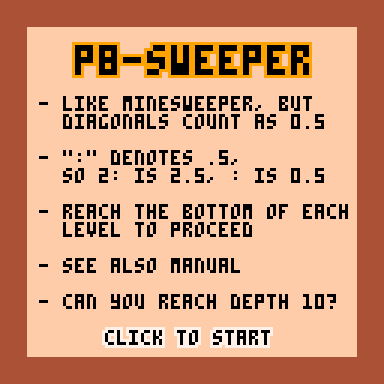 P8-SWEEPER
- LIKE MINESWEEPER, BUT
DIAGONALS COUNT AS 0.5
- ":" DENOTES .5,
SO 2: IS 2.5, : IS 0.5
- REACH THE BOTTOM OF EACH
LEVEL TO PROCEED
- SEE ALSO MANUAL
- CAN YOU REACH DEPTH 10?
CLICK TO START